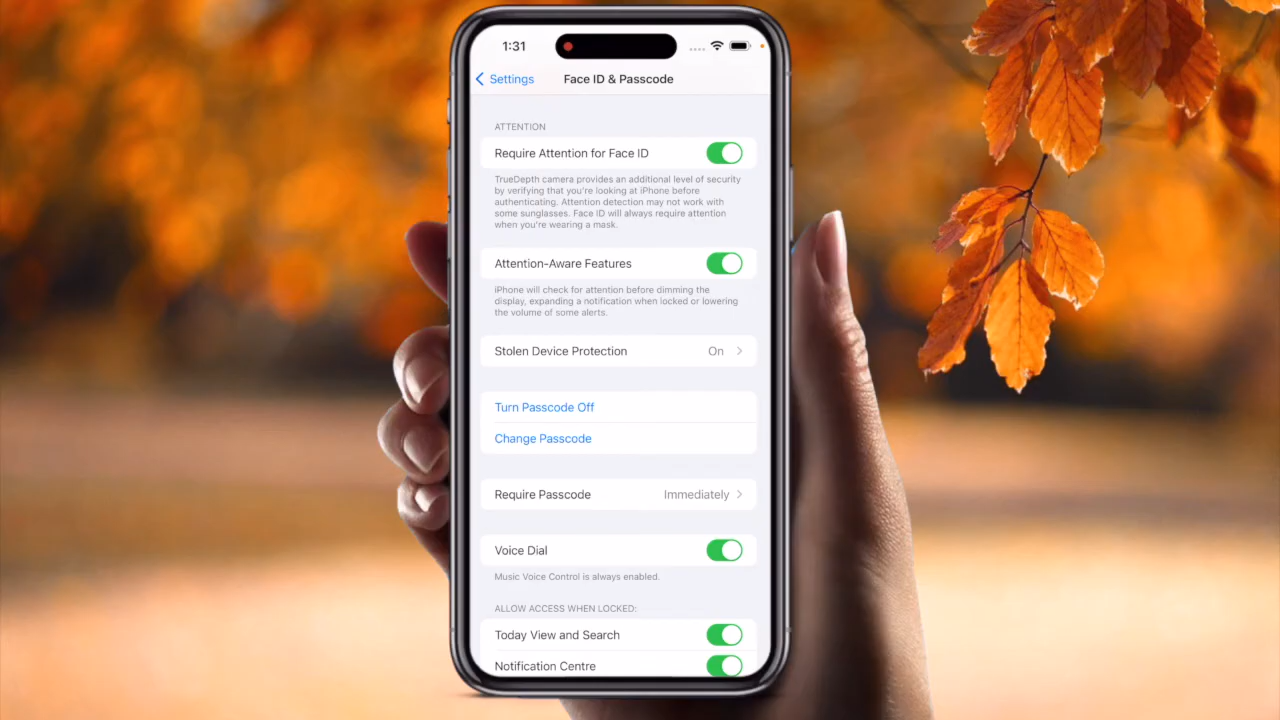 1:31
Settings
Face ID & Passcode
ATTENTION
Require Attention for Face ID
TrueDepth camera provides an additional level of security
by verifying that you're looking at iPhone before
authenticating. Attention detection may not work with
some sunglasses. Face ID will always require attention
when you're wearing a mask.
Attention-Aware Features
iPhone will check for attention before dimming the
display, expanding a notification when locked or lowering
the volume of some alerts.
Stolen Device Protection On
Turn Passcode Off
Change Passcode
Require Passcode Immediately
Voice Dial
Music Voice Control is always enabled.
ALLOW ACCESS WHEN LOCKED:
Today View and Search
Notification Centre